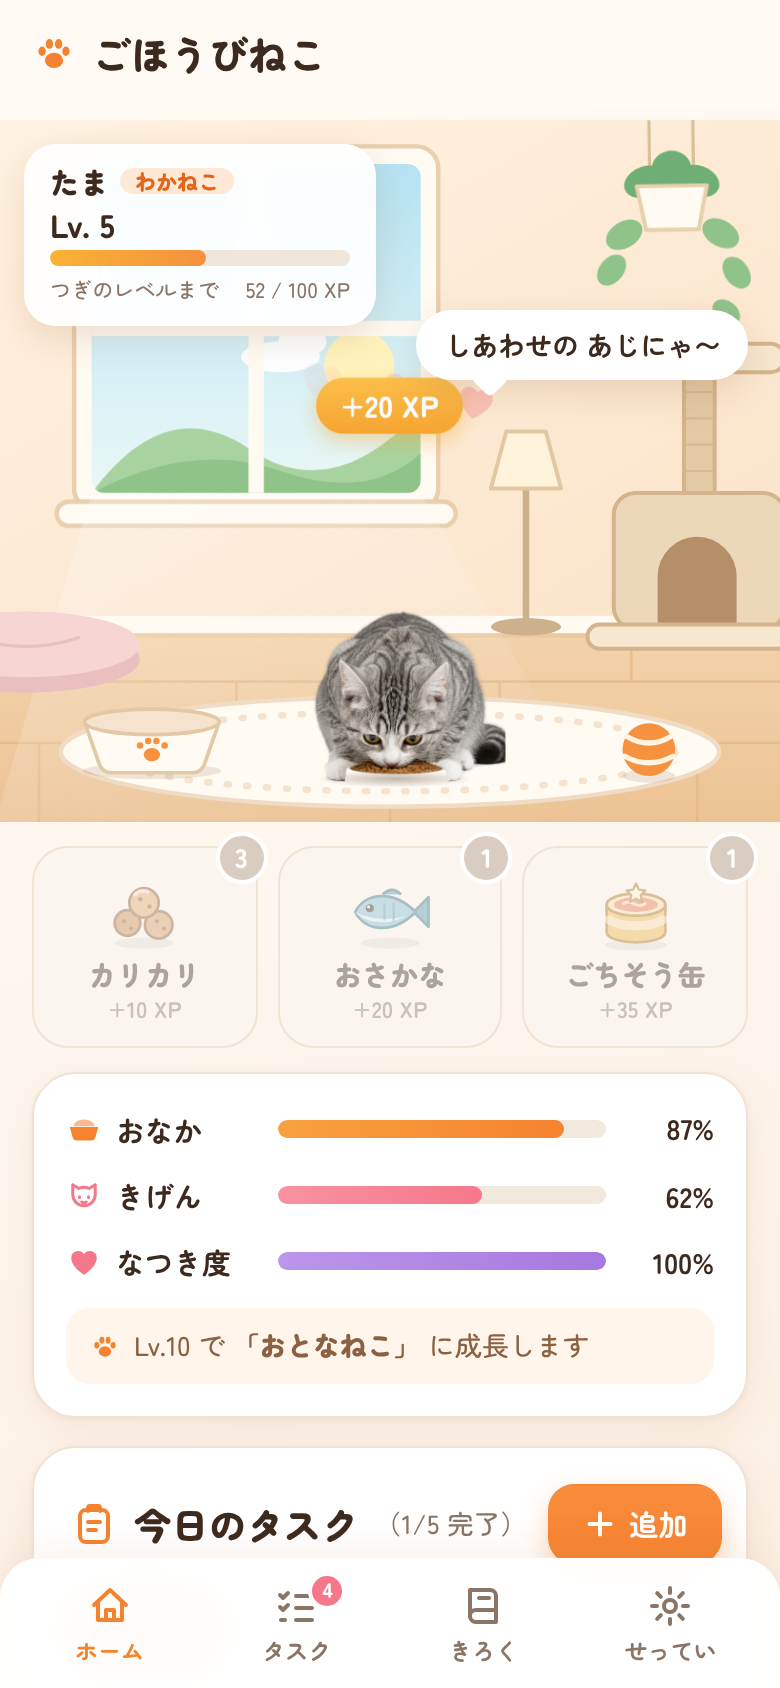 ごほうびねこ
たま わかねこ
Lv. 5
つぎのレベルまで 52 / 100 XP
しあわせの あじにゃ〜
+20 XP
3
1
1
カリカリ
+10 XP
おさかな
+20 XP
ごちそう缶
+35 XP
おなか 87%
きげん 62%
なつき度 100%
Lv.10 で 「おとなねこ」 に成長します
今日のタスク (1/5 完了) + 追加
4
ホーム
タスク
きろく
せってい